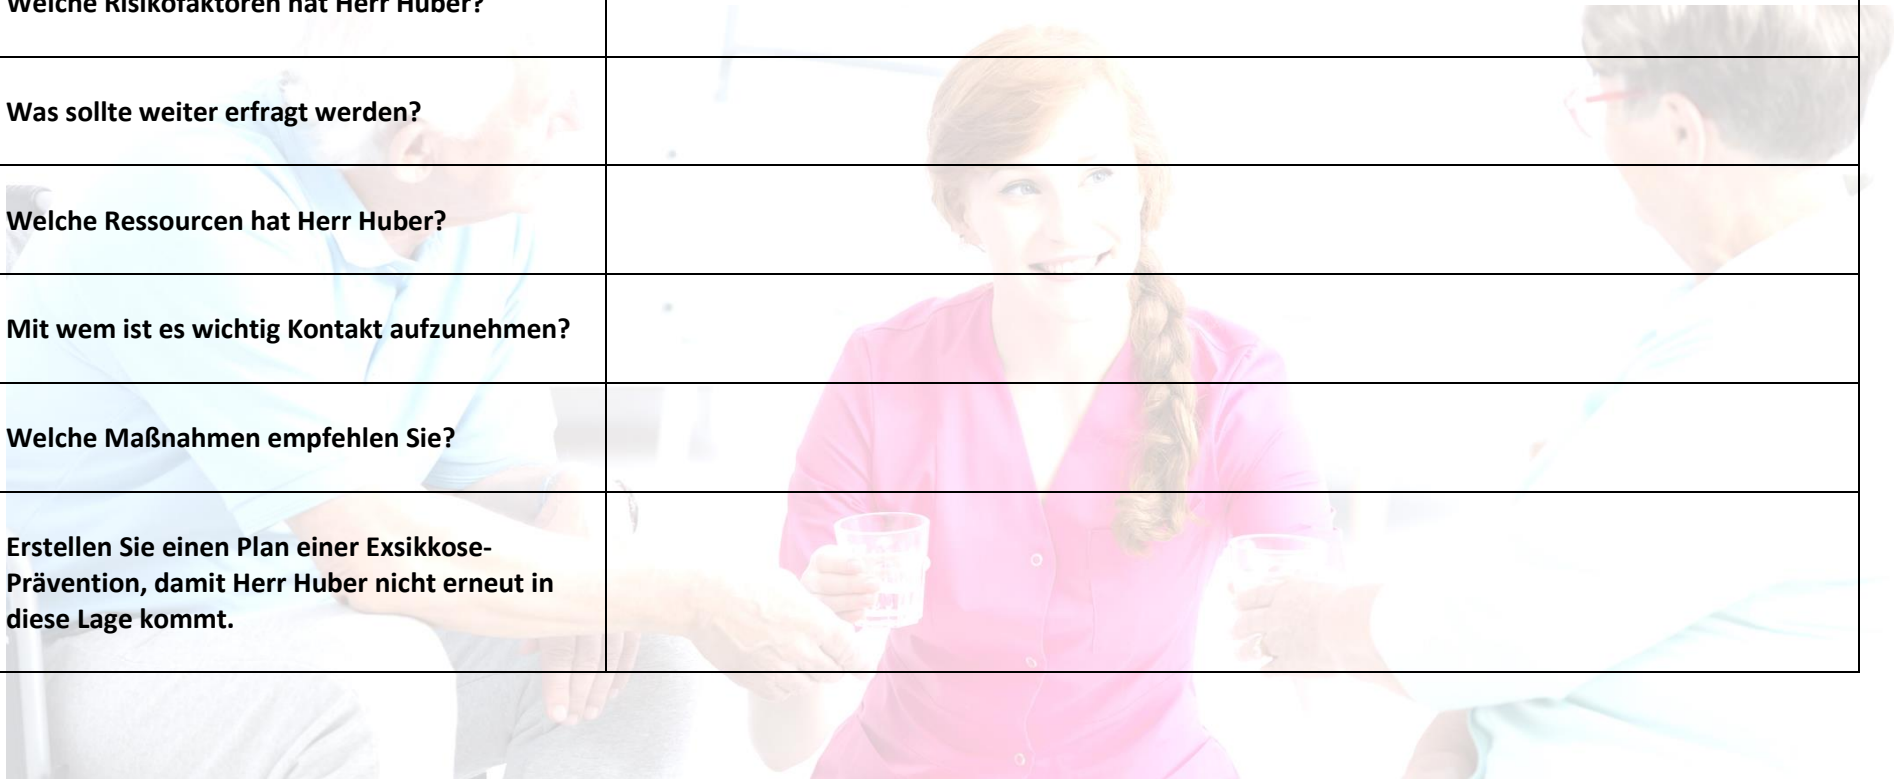 Welche Risikofaktoren hat Herr Huber?
Was sollte weiter erfragt werden?
Welche Ressourcen hat Herr Huber?
Mit wem ist es wichtig Kontakt aufzunehmen?
Welche Maßnahmen empfehlen Sie?
Erstellen Sie einen Plan einer Exsikkose-
Prävention, damit Herr Huber nicht erneut in
diese Lage kommt.